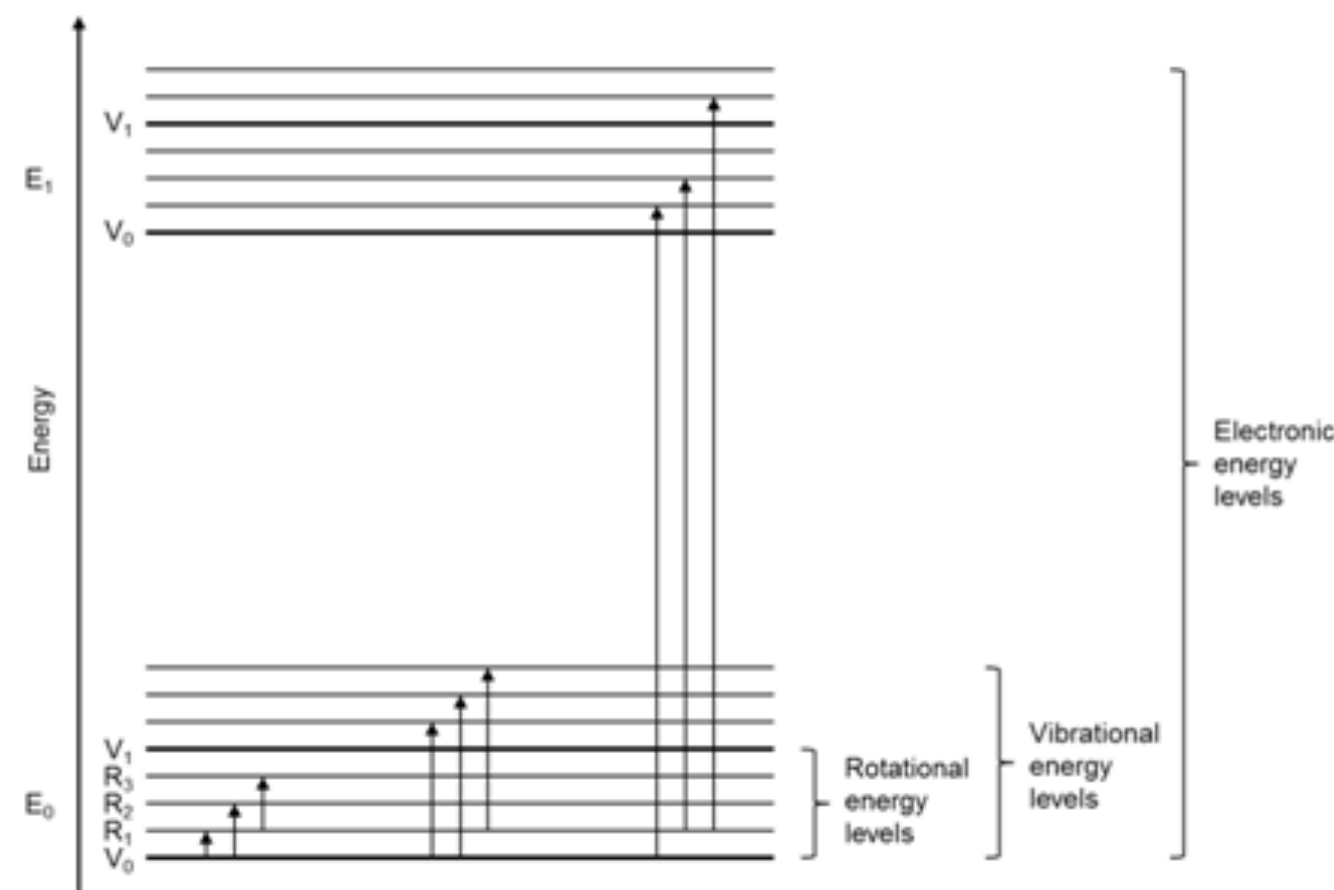 V₁
E₁
V₀
Energy
Electronic
energy
levels
V₁
R₃
E₀
R₂
R₁
V₀
Rotational
energy
levels
Vibrational
energy
levels